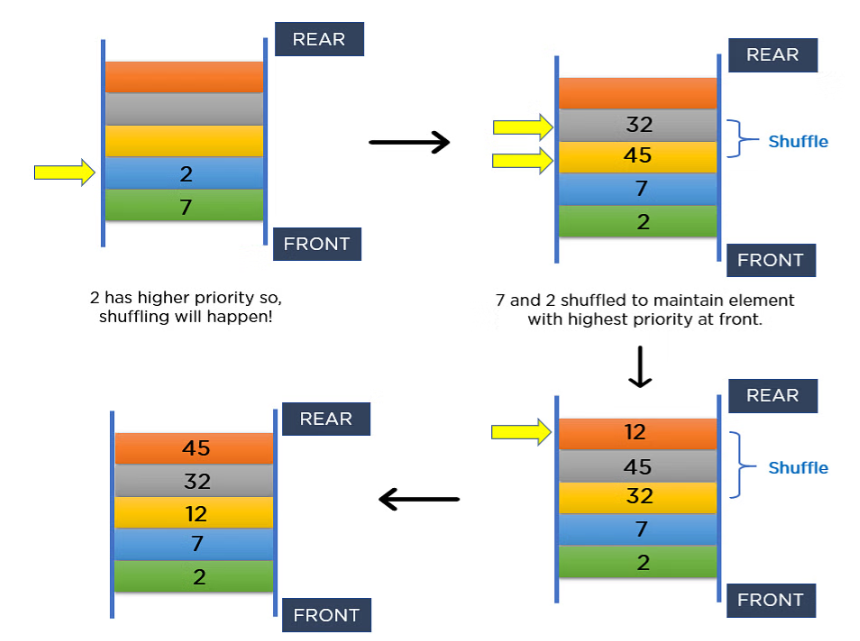 REAR
2
7
FRONT
2 has higher priority so,
shuffling will happen!
REAR
32
45
Shuffle
7
2
FRONT
7 and 2 shuffled to maintain element
with highest priority at front.
REAR
12
45
Shuffle
32
7
2
FRONT
REAR
45
32
12
7
2
FRONT